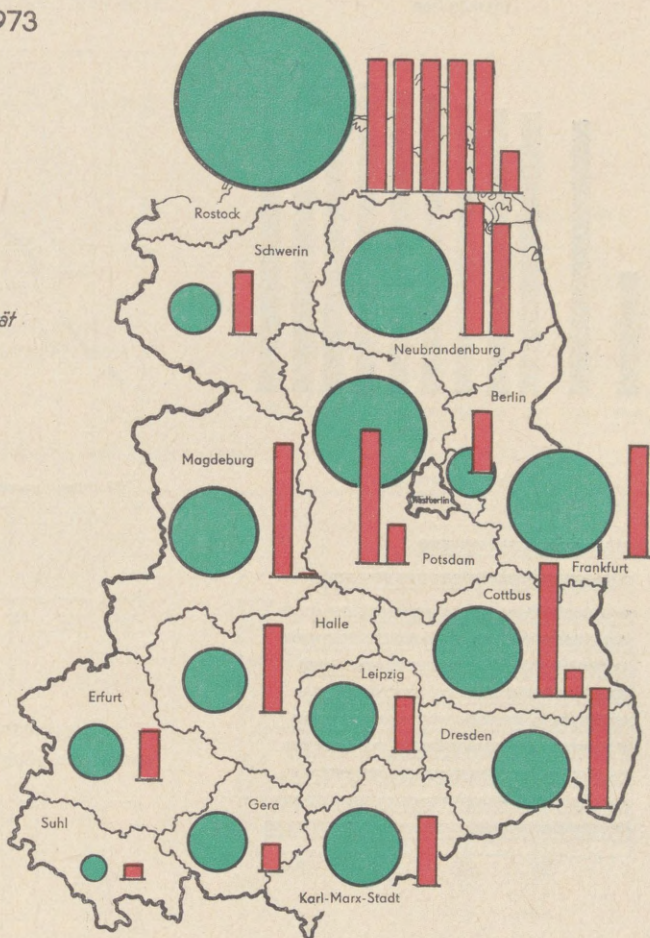 973
Rostock
Schwerin
Neubrandenburg
ät
Berlin
Magdeburg
Westberlin
Potsdam
Frankfurt
Cottbus
Halle
Leipzig
Erfurt
Dresden
Gera
Suhl
Karl-Marx-Stadt